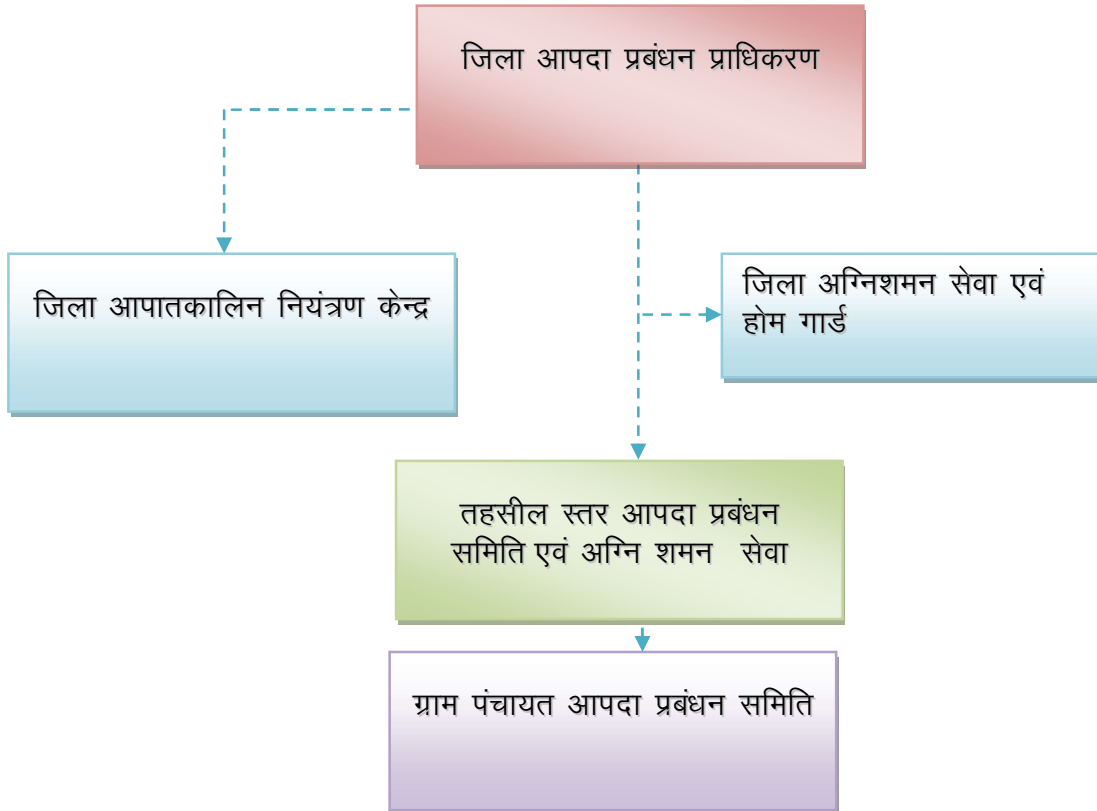 जिला आपदा प्रबंधन प्राधिकरण
जिला आपातकालिन नियंत्रण केन्द्र
जिला अग्निशमन सेवा एवं
होम गार्ड
तहसील स्तर आपदा प्रबंधन
समिति एवं अग्नि शमन सेवा
ग्राम पंचायत आपदा प्रबंधन समिति